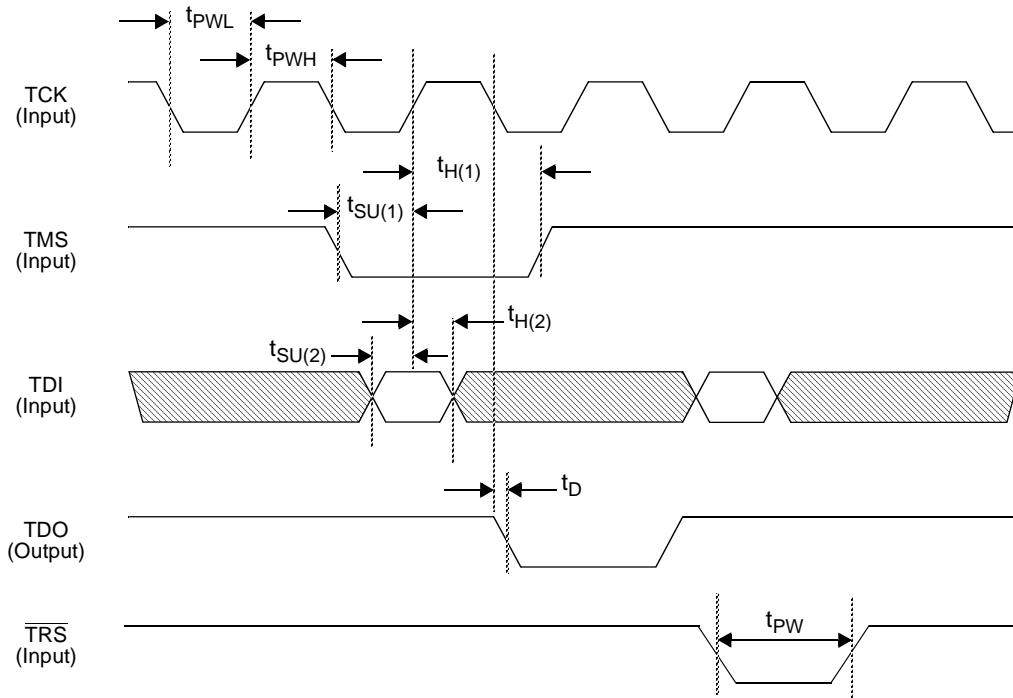 tPWL
tPWH
TCK
(Input)
tH(1)
tSU(1)
TMS
(Input)
tH(2)
tSU(2)
TDI
(Input)
tD
TDO
(Output)
TRS
(Input)
tPW